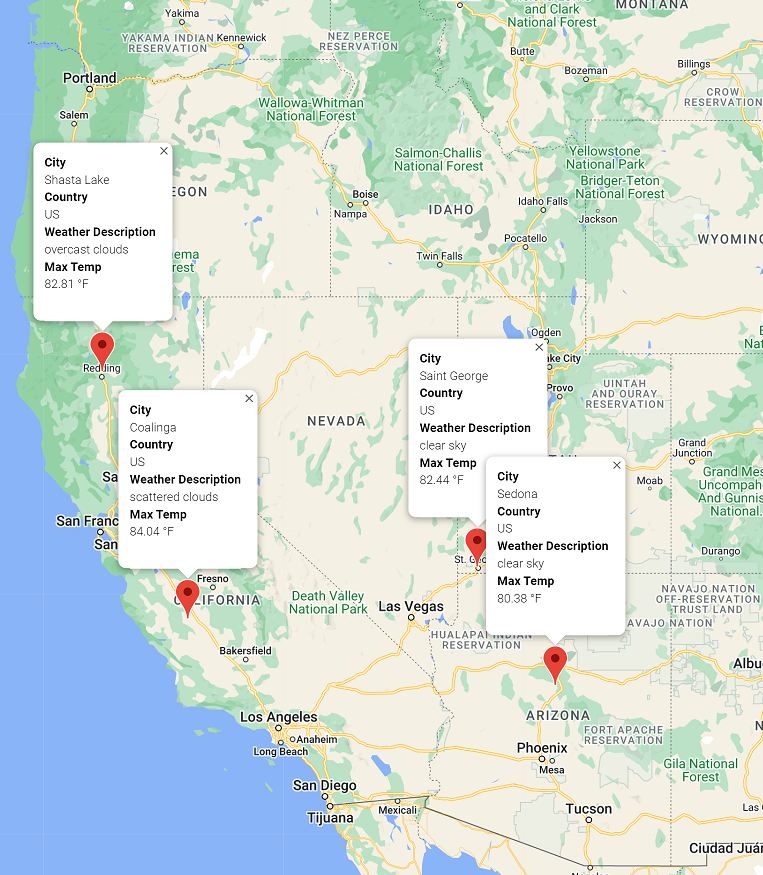 MONTANA
and Clark
National Forest
Yakima
YAKAMA INDIAN
RESERVATION
Kennewick
NEZ PERCE
RESERVATION
Butte
Bozeman
Billings
CROW
RESERVATION
Portland
Salem
Wallowa-Whitman
National Forest
Salmon-Challis
National Forest
Yellowstone
National Park
Bridger-Teton
National Forest
City
Shasta Lake
Country
US
Weather Description
overcast clouds
Max Temp
82.81 °F
EGON
Boise
Nampa
IDAHO
Idaho Falls
Jackson
Pocatello
Twin Falls
WYOMING
ema
rest
Redding
Ogden
ake City
Provo
UINTAH
AND OURAY
RESERVATION
City
Coalinga
Country
US
Weather Description
scattered clouds
Max Temp
84.04 °F
NEVADA
City
Saint George
Country
US
Weather Description
clear sky
Max Temp
82.44 °F
City
Sedona
Country
US
Weather Description
clear sky
Max Temp
80.38 °F
Grand
Junction
Moab
Grand Me
Uncompah
And Gunnis
National
Durango
Sa
San Franc
San
Fresno
CALIFORNIA
Death Valley
National Park
St. Geo
Las Vegas
HUALAPAI INDIAN
RESERVATION
NAVAJO NATION
OFF-RESERVATION
TRUST LAND
AVAJO NATION
Bakersfield
Albu
Los Angeles
Anaheim
Long Beach
ARIZONA
FORT APACHE
RESERVATION
Phoenix
Mesa
Gila National
Forest
San Diego
Tijuana
Mexicali
Tucson
Las C
Ciudad Juár